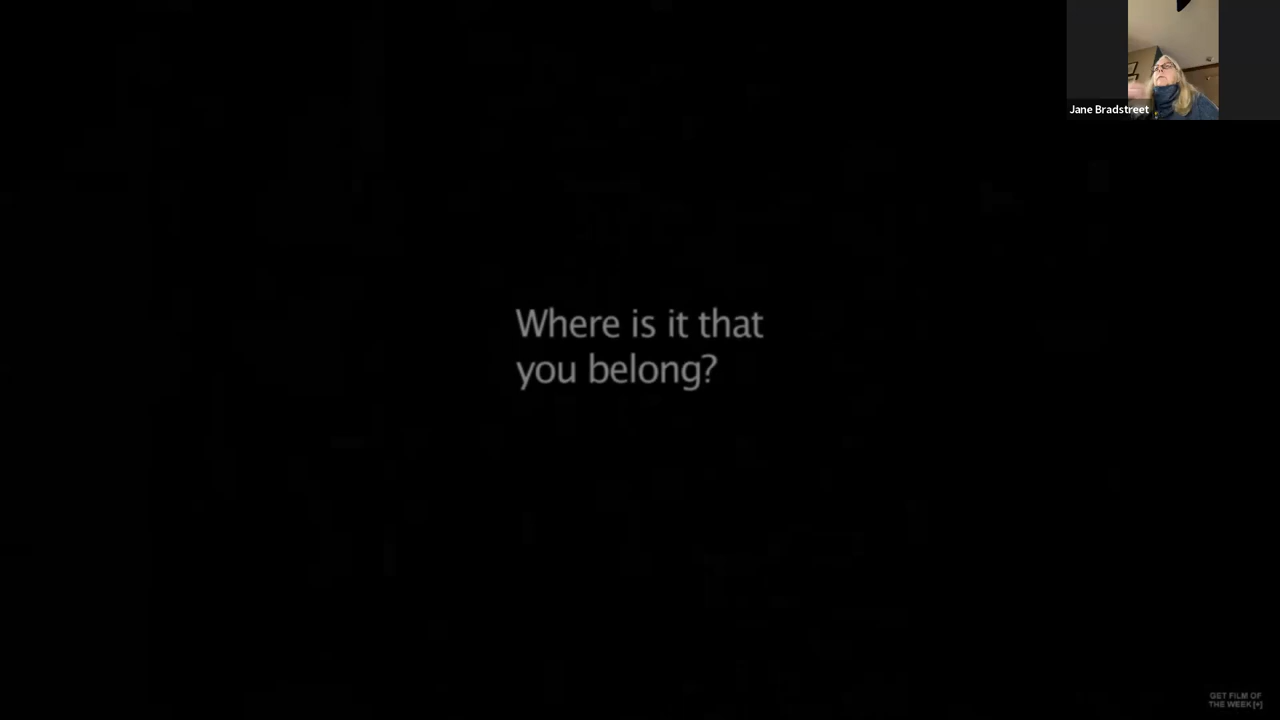 Jane Bradstreet
Where is it that
you belong?
GET FILM OF
THE WEEK [+]